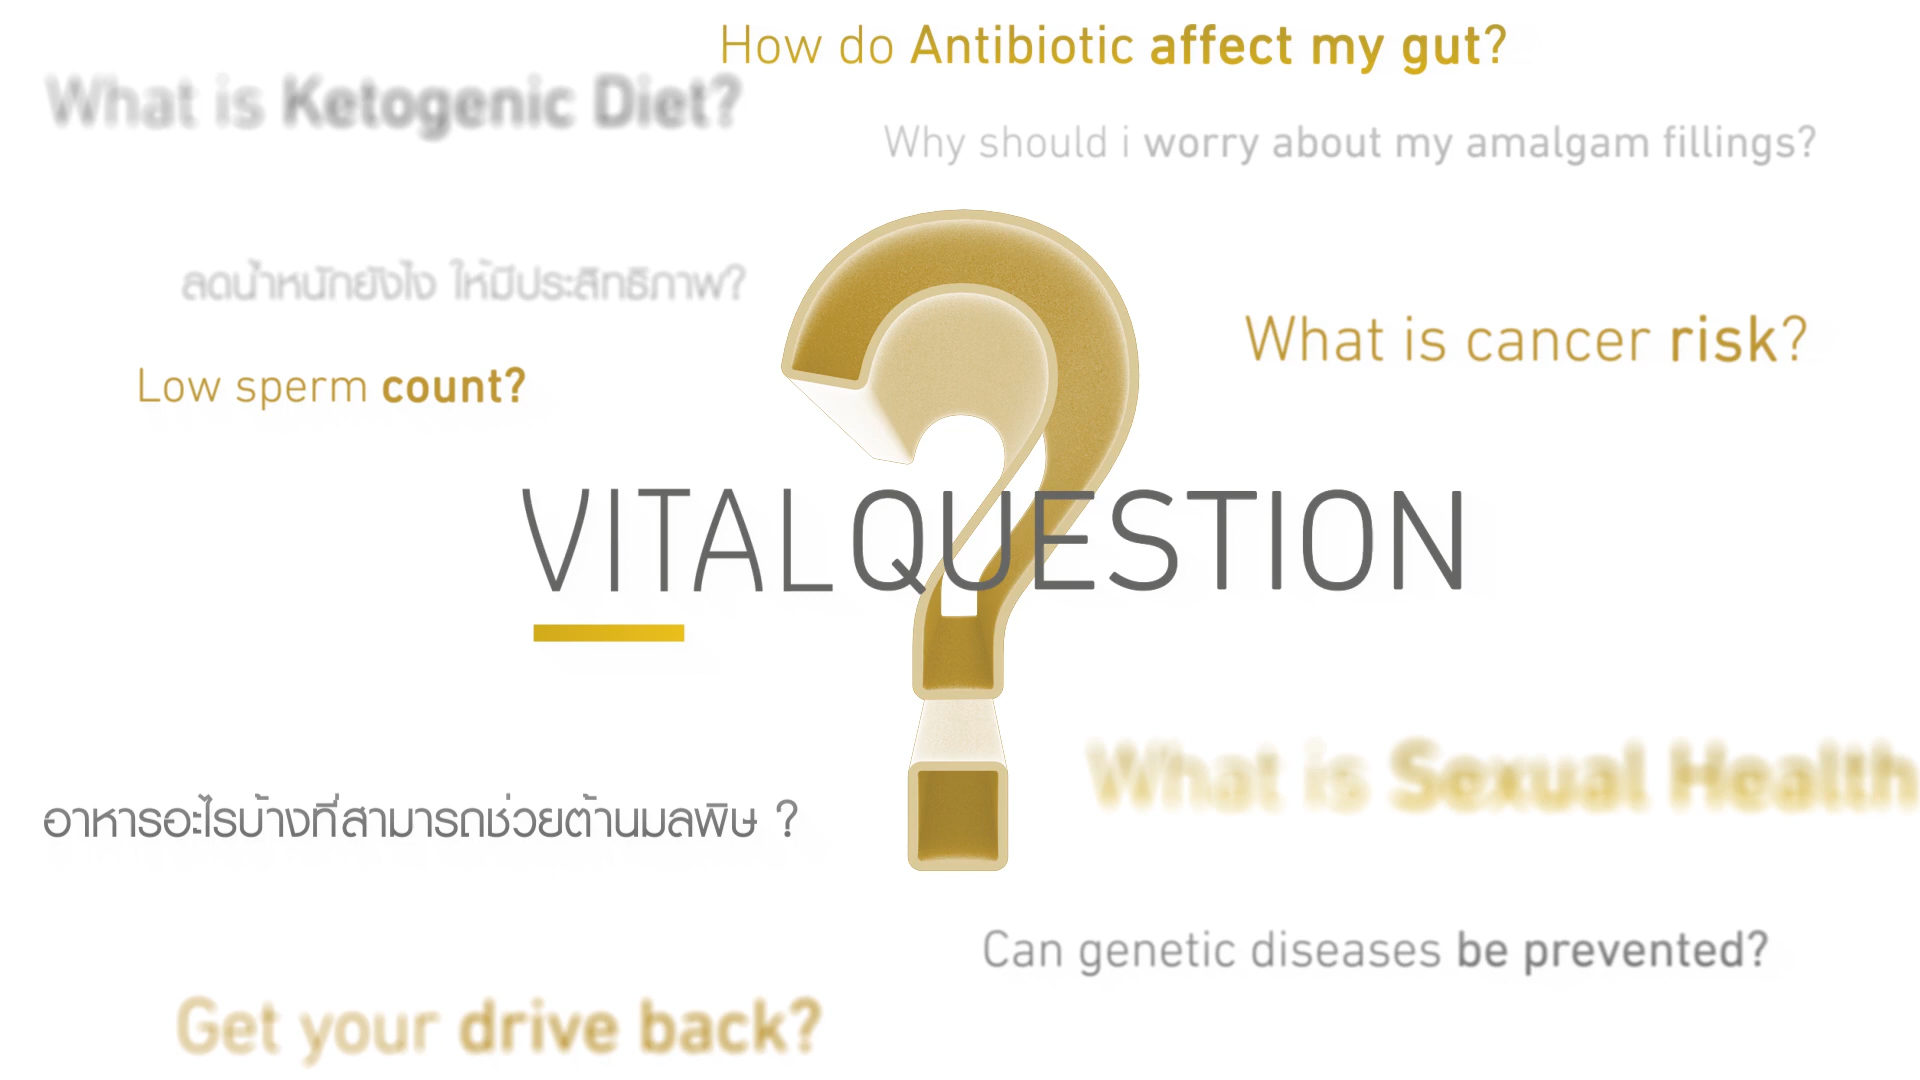 How do Antibiotic affect my gut?
What is Ketogenic Diet?
Why should i worry about my amalgam fillings?
ลดน้ำหนักยังไง ให้มีประสิทธิภาพ?
What is cancer risk?
Low sperm count?
VITALQUESTION
What is Sexual Health
อาหารอะไรบ้างที่สามารถช่วยต้านมลพิษ ?
Can genetic diseases be prevented?
Get your drive back?